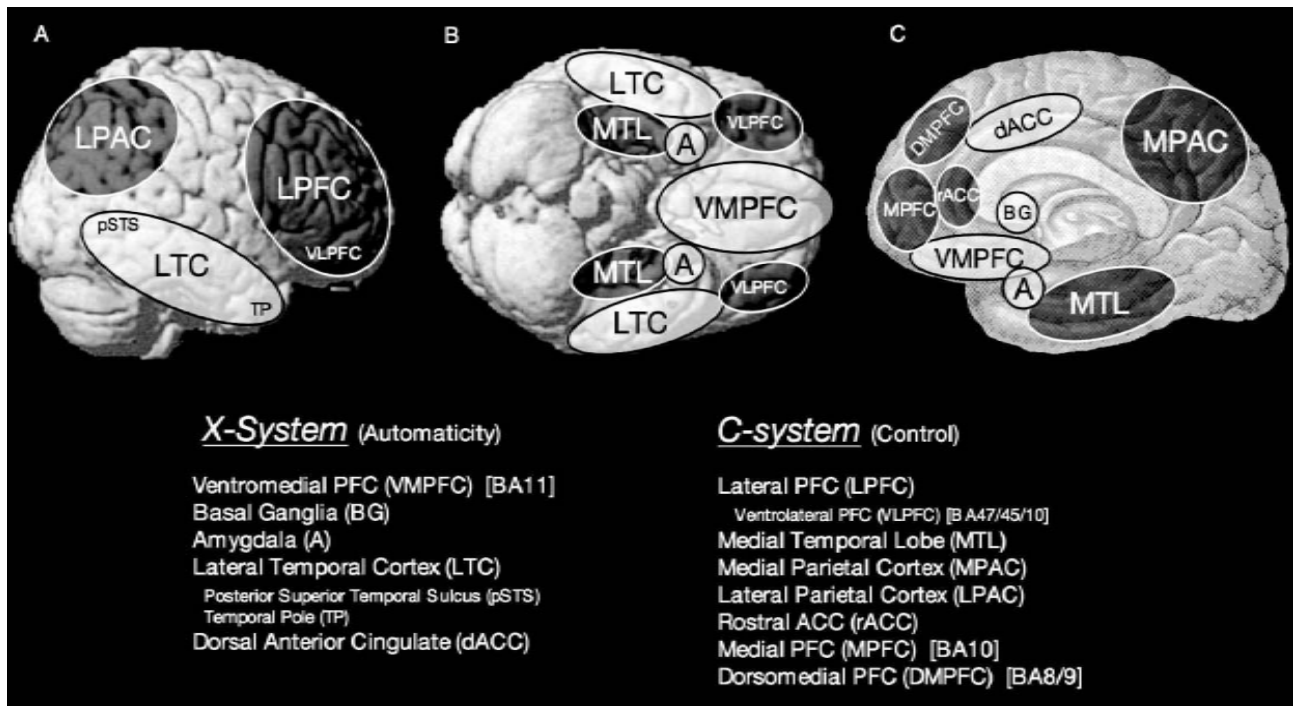 A
LPAC
LPFC
pSTS
VLPFC
LTC
TP
B
LTC
MTL
VLPFC
A
VMPFC
A
MTL
VLPFC
LTC
C
DMPFC
dACC
MPAC
MPFC
rACC
BG
VMPFC
A
MTL
X-System (Automaticity)
Ventromedial PFC (VMPFC) [BA11]
Basal Ganglia (BG)
Amygdala (A)
Lateral Temporal Cortex (LTC)
Posterior Superior Temporal Sulcus (pSTS)
Temporal Pole (TP)
Dorsal Anterior Cingulate (dACC)
C-system (Control)
Lateral PFC (LPFC)
Ventrolateral PFC (VLPFC) [BA47/45/10]
Medial Temporal Lobe (MTL)
Medial Parietal Cortex (MPAC)
Lateral Parietal Cortex (LPAC)
Rostral ACC (rACC)
Medial PFC (MPFC) [BA10]
Dorsomedial PFC (DMPFC) [BA8/9]